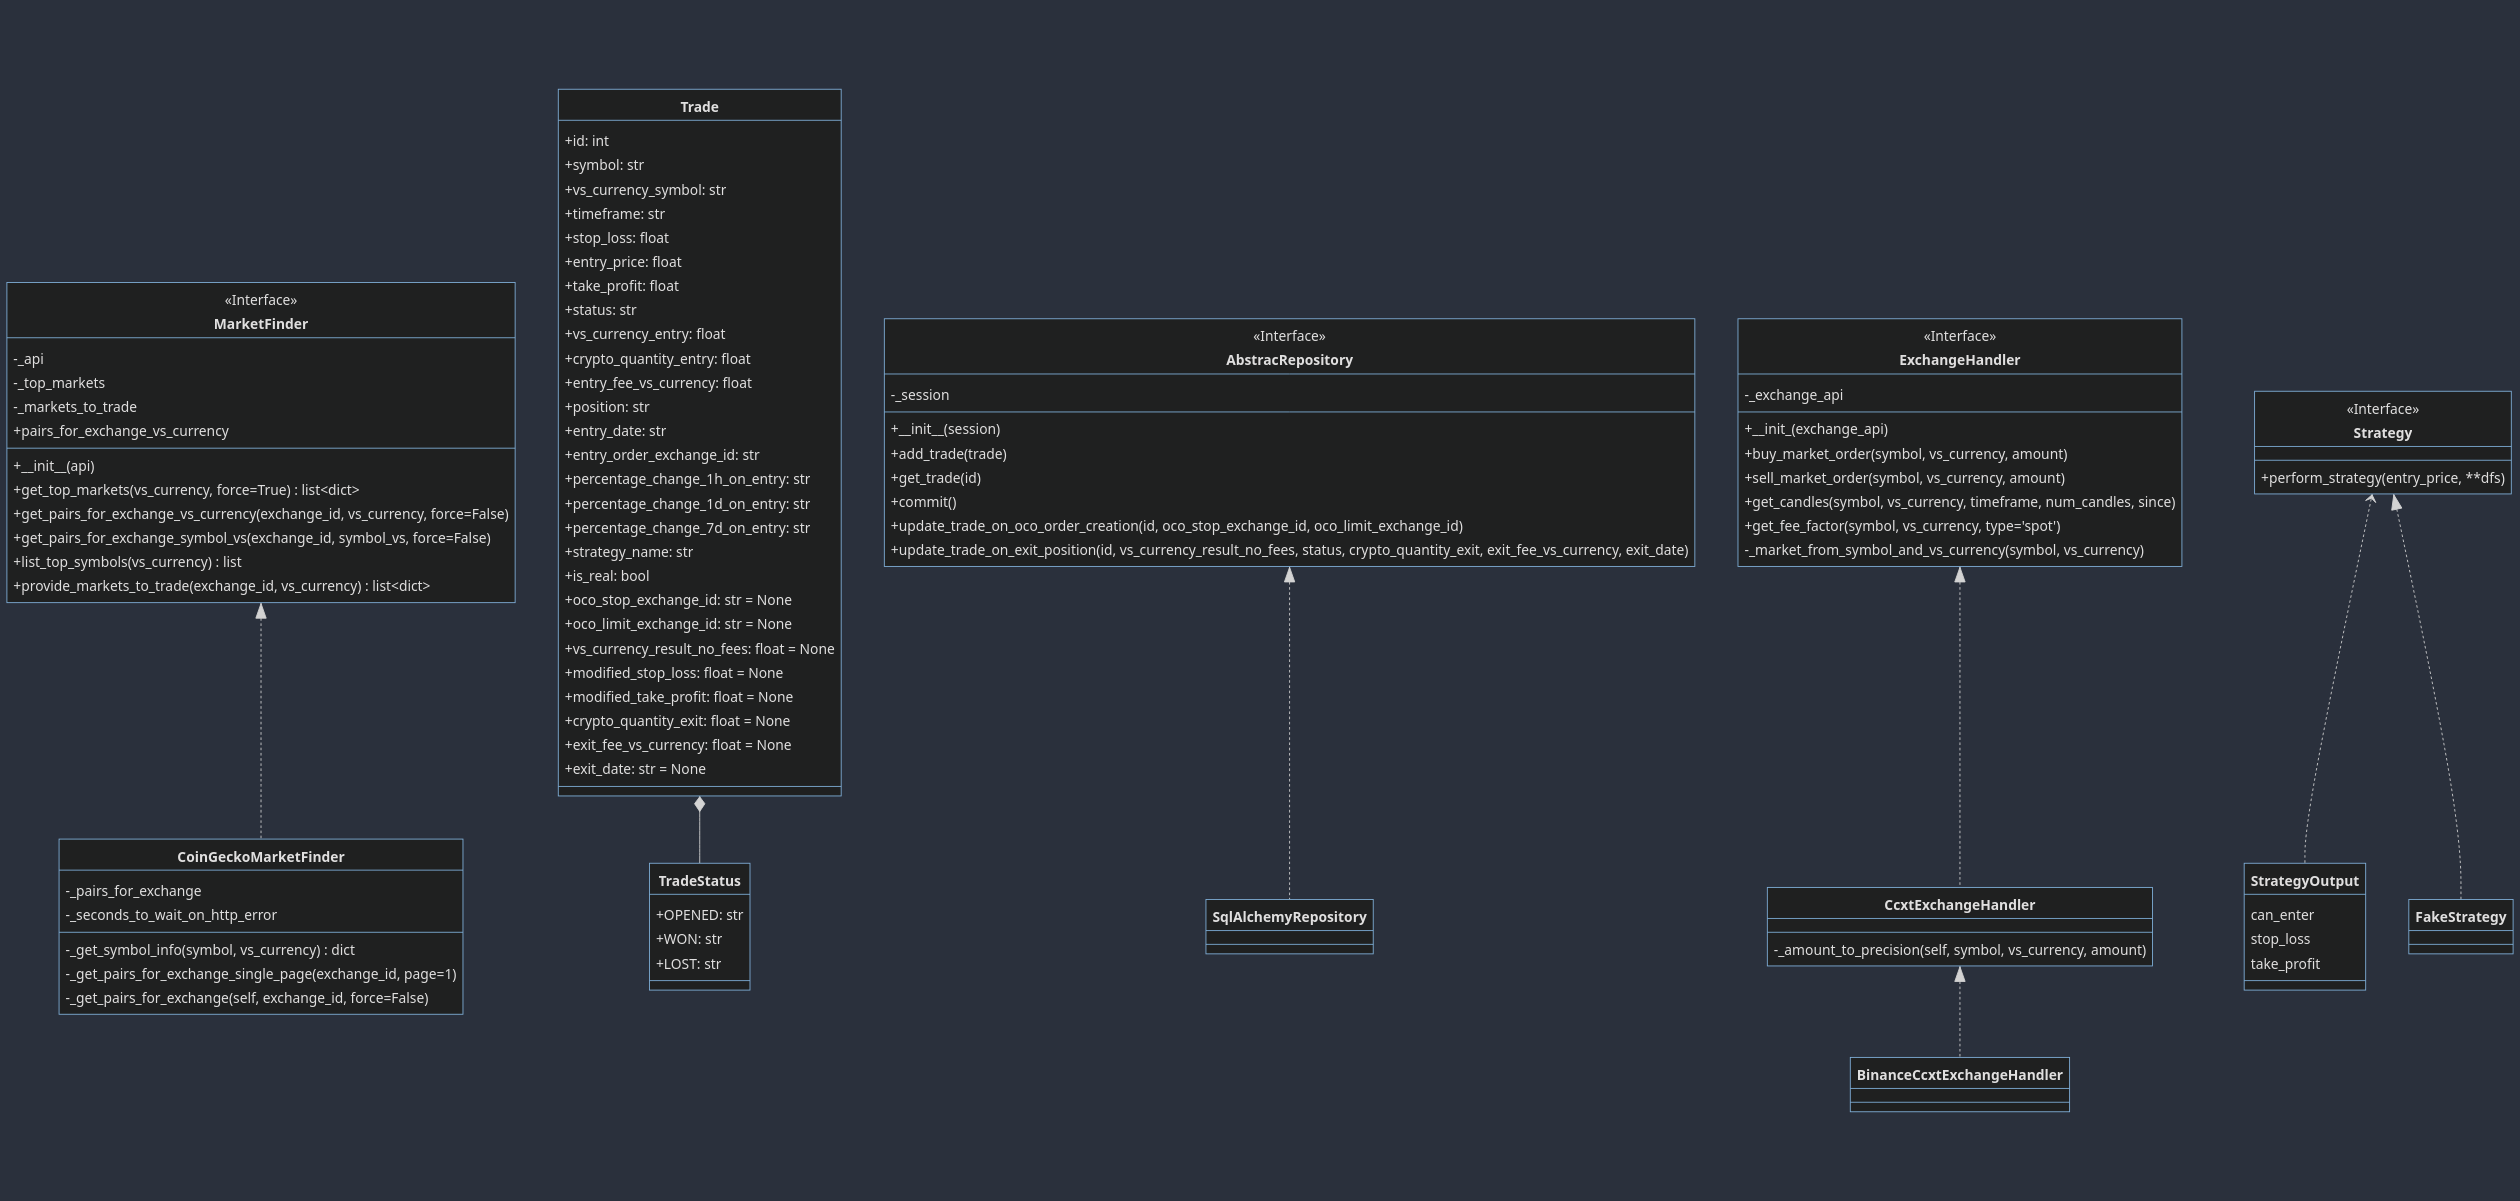 «Interface»
MarketFinder
-_api
-_top_markets
-_markets_to_trade
+pairs_for_exchange_vs_currency
+__init__(api)
+get_top_markets(vs_currency, force=True) : list<dict>
+get_pairs_for_exchange_vs_currency(exchange_id, vs_currency, force=False)
+get_pairs_for_exchange_symbol_vs(exchange_id, symbol_vs, force=False)
+list_top_symbols(vs_currency) : list
+provide_markets_to_trade(exchange_id, vs_currency) : list<dict>
CoinGeckoMarketFinder
-_pairs_for_exchange
-_seconds_to_wait_on_http_error
-_get_symbol_info(symbol, vs_currency) : dict
-_get_pairs_for_exchange_single_page(exchange_id, page=1)
-_get_pairs_for_exchange(self, exchange_id, force=False)
Trade
+id: int
+symbol: str
+vs_currency_symbol: str
+timeframe: str
+stop_loss: float
+entry_price: float
+take_profit: float
+status: str
+vs_currency_entry: float
+crypto_quantity_entry: float
+entry_fee_vs_currency: float
+position: str
+entry_date: str
+entry_order_exchange_id: str
+percentage_change_1h_on_entry: str
+percentage_change_1d_on_entry: str
+percentage_change_7d_on_entry: str
+strategy_name: str
+is_real: bool
+oco_stop_exchange_id: str = None
+oco_limit_exchange_id: str = None
+vs_currency_result_no_fees: float = None
+modified_stop_loss: float = None
+modified_take_profit: float = None
+crypto_quantity_exit: float = None
+exit_fee_vs_currency: float = None
+exit_date: str = None
TradeStatus
+OPENED: str
+WON: str
+LOST: str
«Interface»
AbstracRepository
-_session
+__init__(session)
+add_trade(trade)
+get_trade(id)
+commit()
+update_trade_on_oco_order_creation(id, oco_stop_exchange_id, oco_limit_exchange_id)
+update_trade_on_exit_position(id, vs_currency_result_no_fees, status, crypto_quantity_exit, exit_fee_vs_currency, exit_date)
SqlAlchemyRepository
«Interface»
ExchangeHandler
-_exchange_api
+__init_(exchange_api)
+buy_market_order(symbol, vs_currency, amount)
+sell_market_order(symbol, vs_currency, amount)
+get_candles(symbol, vs_currency, timeframe, num_candles, since)
+get_fee_factor(symbol, vs_currency, type='spot')
-_market_from_symbol_and_vs_currency(symbol, vs_currency)
CcxtExchangeHandler
-_amount_to_precision(self, symbol, vs_currency, amount)
BinanceCcxtExchangeHandler
«Interface»
Strategy
+perform_strategy(entry_price, **dfs)
StrategyOutput
can_enter
stop_loss
take_profit
FakeStrategy